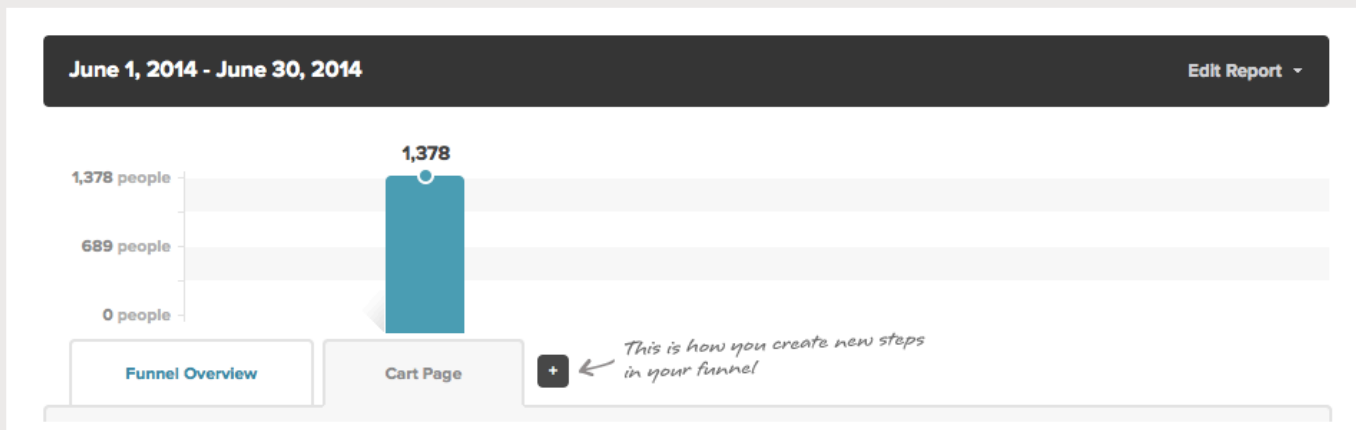 June 1, 2014 - June 30, 2014
Edit Report
1,378
1,378 people
689 people
0 people
Funnel Overview
Cart Page
+
This is how you create new steps
in your funnel